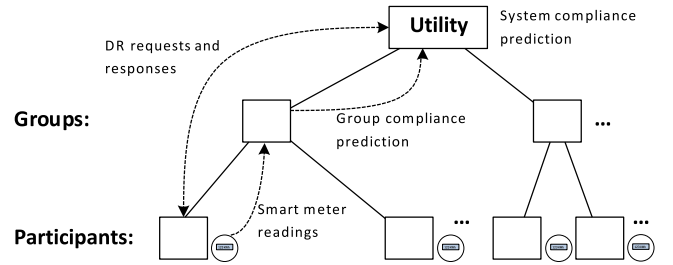 Utility
System compliance
prediction
DR requests and
responses
Groups:
Group compliance
prediction
...
Smart meter
readings
Participants:
...
...